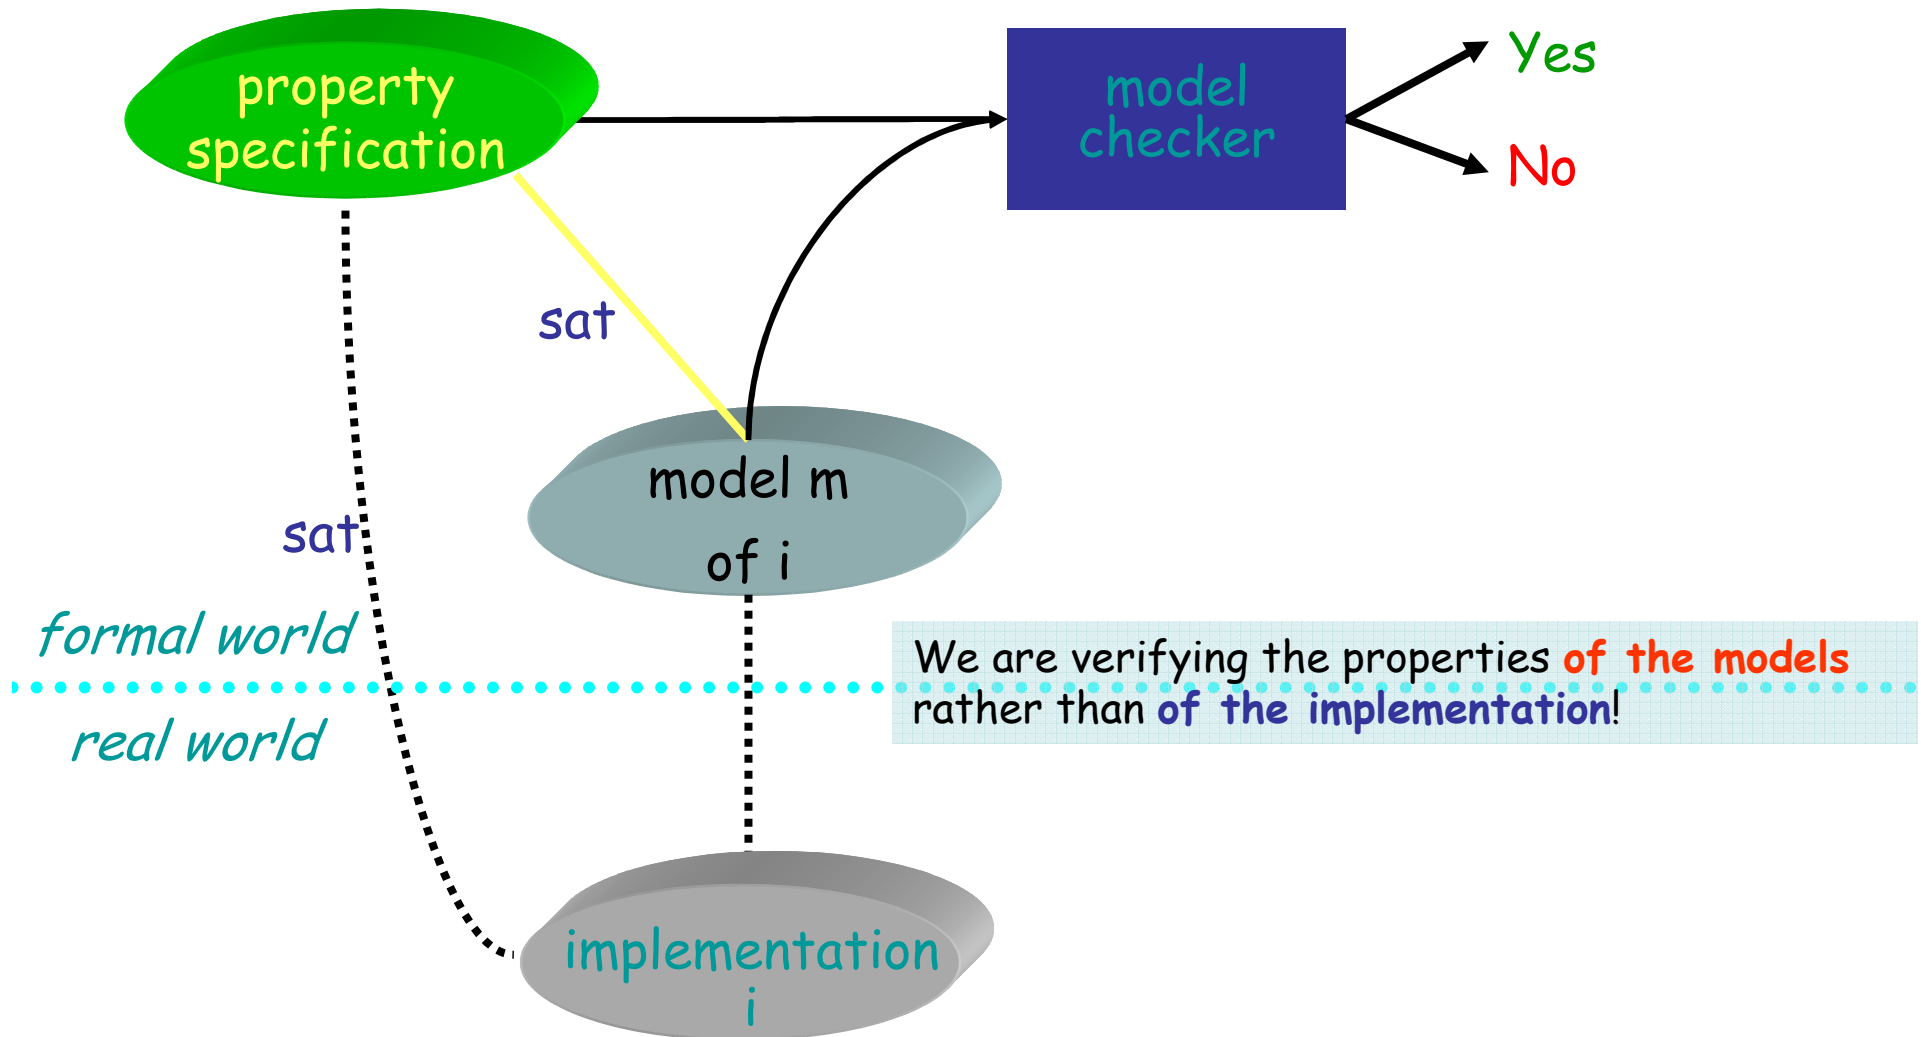 property
specification
model
checker
Yes
No
sat
model m
of i
sat
formal world
real world
We are verifying the properties of the models
rather than of the implementation!
implementation
i